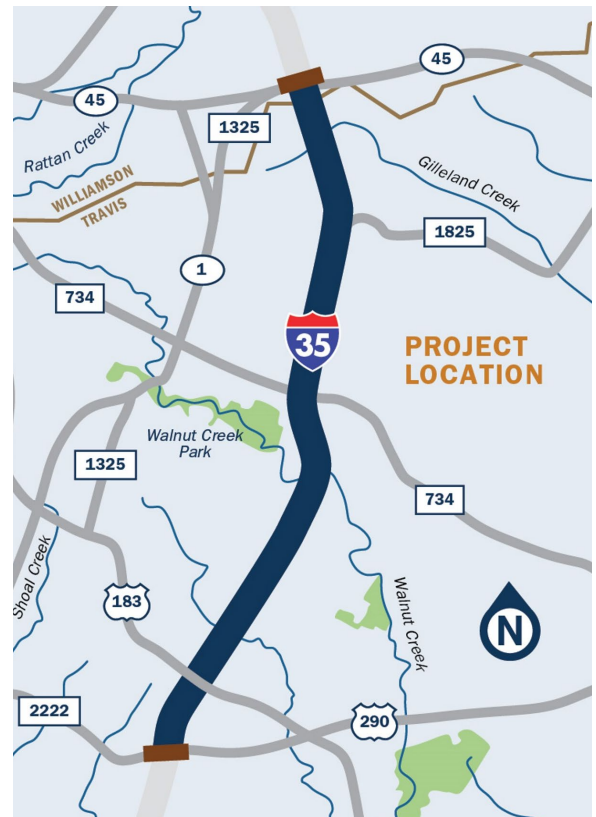 45
45
1325
Rattan Creek
Gilleland Creek
WILLIAMSON
TRAVIS
1825
1
734
35
PROJECT
LOCATION
Walnut Creek
Park
1325
734
Shoal Creek
183
Walnut Creek
N
2222
290